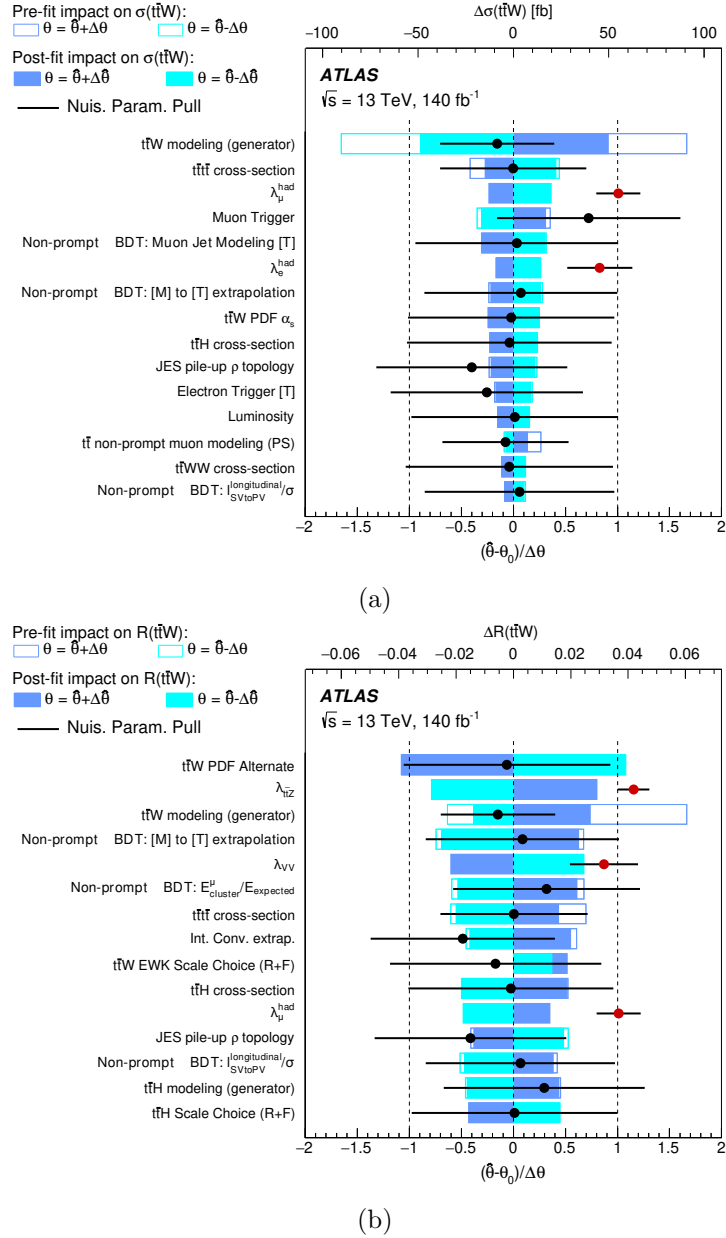 Pre-fit impact on σ(tt̄W):
θ = θ̂+Δθ θ = θ̂-Δθ
Post-fit impact on σ(tt̄W):
θ = θ̂+Δθ̂ θ = θ̂-Δθ̂
Nuis. Param. Pull
Δσ(tt̄W) [fb]
−100 −50 0 50 100
ATLAS
√s = 13 TeV, 140 fb⁻¹
tt̄W modeling (generator)
tt̄tt̄ cross-section
λ_μ^had
Muon Trigger
Non-prompt BDT: Muon Jet Modeling [T]
λ_e^had
Non-prompt BDT: [M] to [T] extrapolation
tt̄W PDF α_s
tt̄H cross-section
JES pile-up ρ topology
Electron Trigger [T]
Luminosity
tt̄ non-prompt muon modeling (PS)
tt̄WW cross-section
Non-prompt BDT: l_SVtoPV^longitudinal/σ
−2 −1.5 −1 −0.5 0 0.5 1 1.5 2
(θ̂-θ₀)/Δθ
(a)
Pre-fit impact on R(tt̄W):
θ = θ̂+Δθ θ = θ̂-Δθ
Post-fit impact on R(tt̄W):
θ = θ̂+Δθ̂ θ = θ̂-Δθ̂
Nuis. Param. Pull
ΔR(tt̄W)
−0.06 −0.04 −0.02 0 0.02 0.04 0.06
ATLAS
√s = 13 TeV, 140 fb⁻¹
tt̄W PDF Alternate
λ_tt̄Z
tt̄W modeling (generator)
Non-prompt BDT: [M] to [T] extrapolation
λ_VV
Non-prompt BDT: E_cluster^μ/E_expected
tt̄tt̄ cross-section
Int. Conv. extrap.
tt̄W EWK Scale Choice (R+F)
tt̄H cross-section
λ_μ^had
JES pile-up ρ topology
Non-prompt BDT: l_SVtoPV^longitudinal/σ
tt̄H modeling (generator)
tt̄H Scale Choice (R+F)
−2 −1.5 −1 −0.5 0 0.5 1 1.5 2
(θ̂-θ₀)/Δθ
(b)